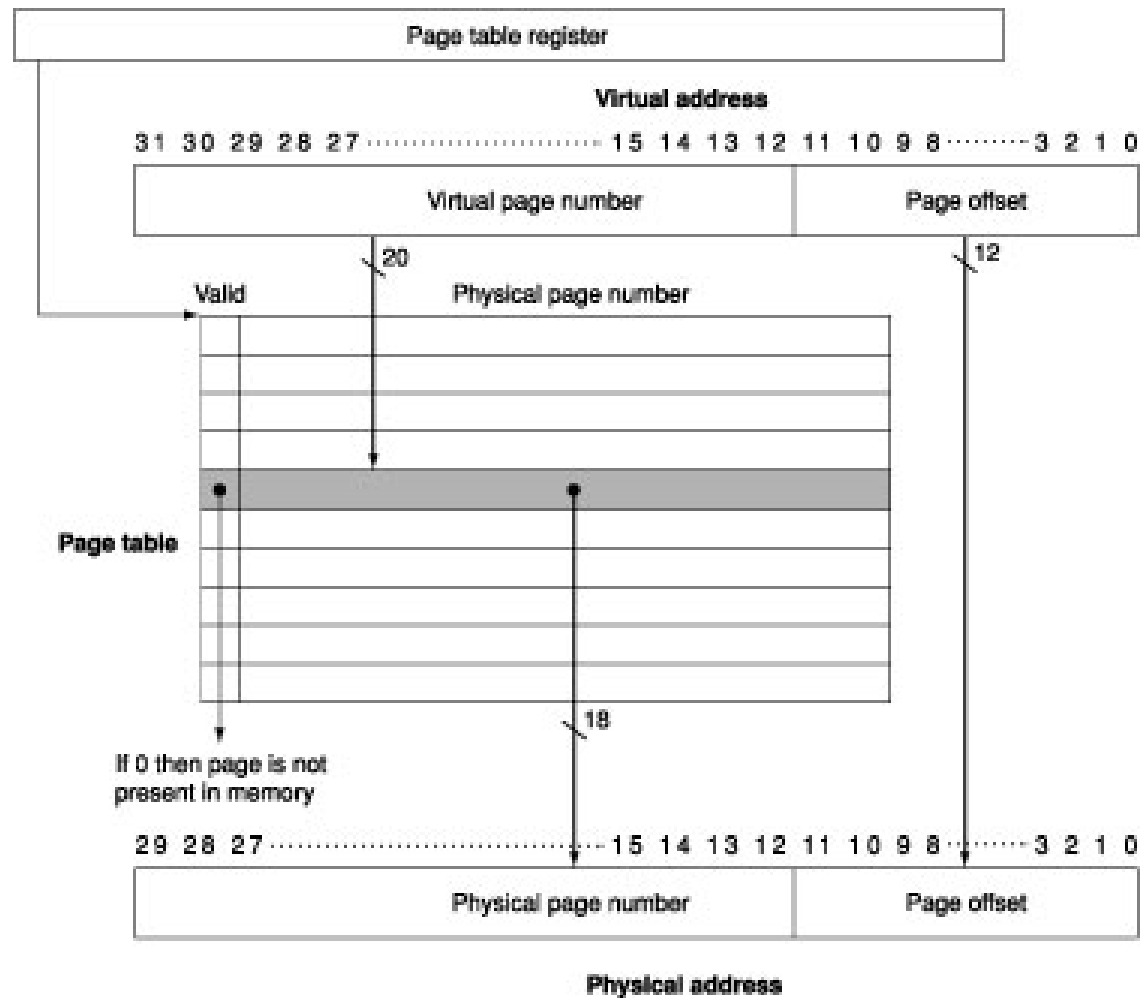 Page table register
Virtual address
31 30 29 28 27 ..................................... 15 14 13 12 11 10 9 8 ............ 3 2 1 0
Virtual page number
Page offset
20
12
Valid
Physical page number
Page table
18
If 0 then page is not
present in memory
29 28 27 ..................................................... 15 14 13 12 11 10 9 8 ............ 3 2 1 0
Physical page number
Page offset
Physical address